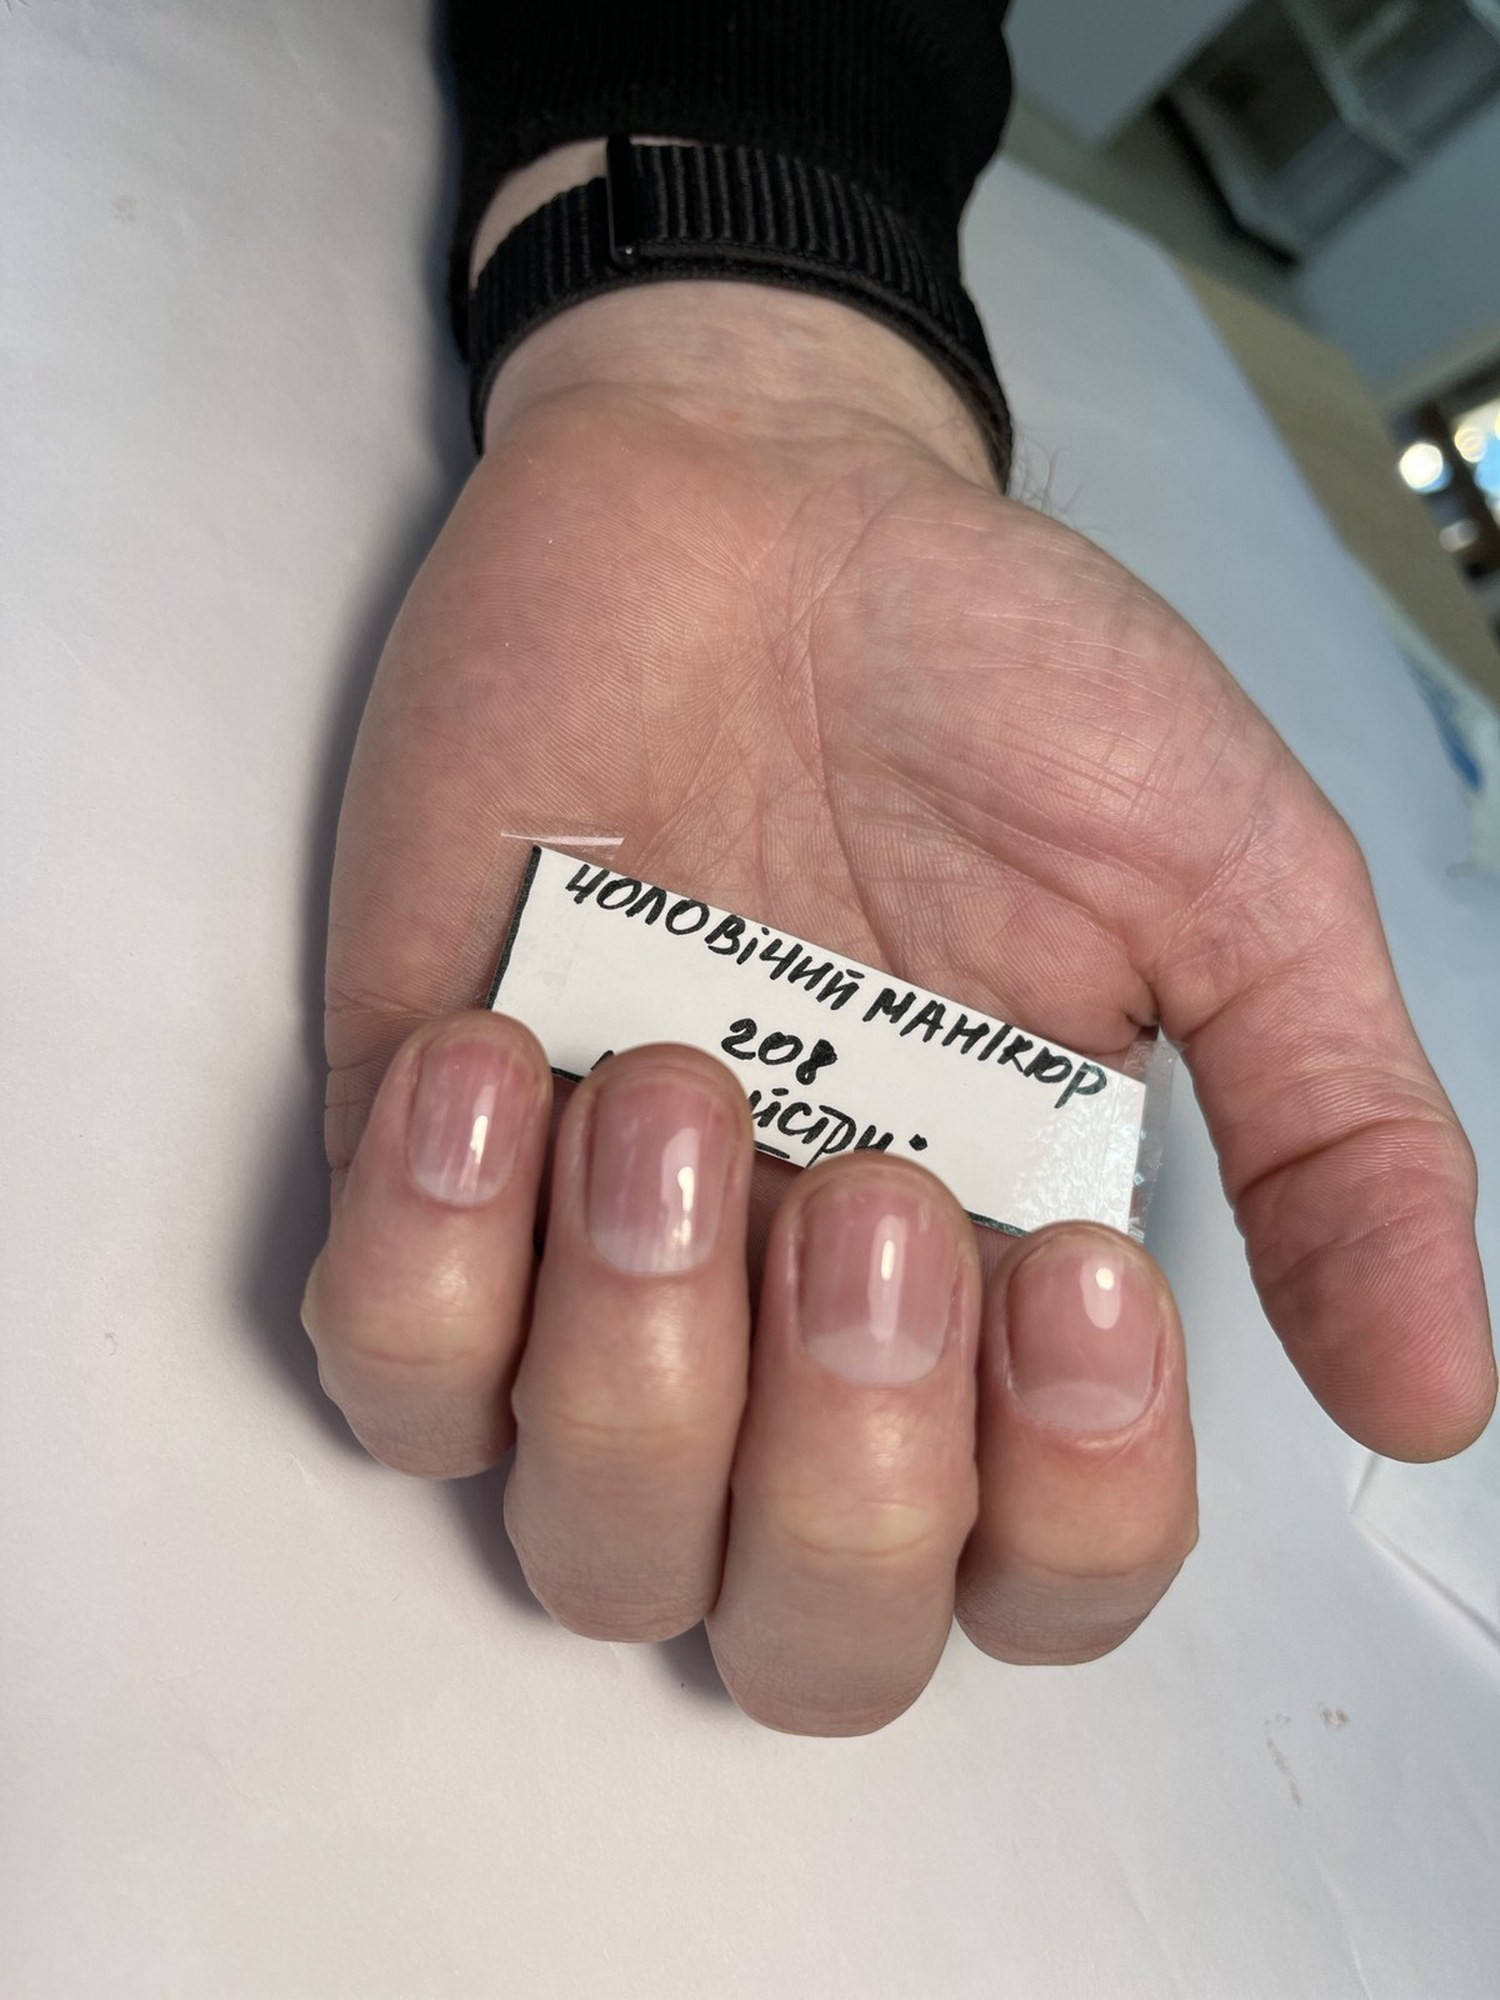 чоловічий манікюр
208